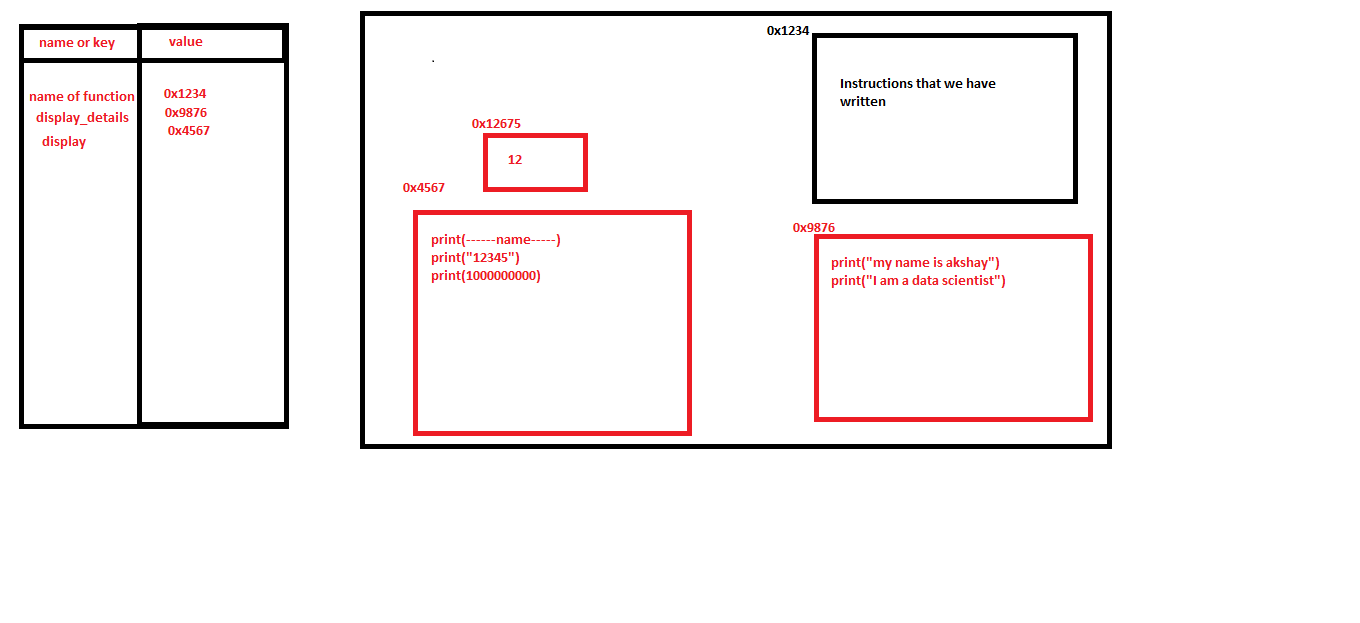 name or key value
name of function 0x1234
display_details 0x9876
display 0x4567
.
0x12675
12
0x4567
print(------name-----)
print("12345")
print(1000000000)
0x1234
Instructions that we have
written
0x9876
print("my name is akshay")
print("I am a data scientist")